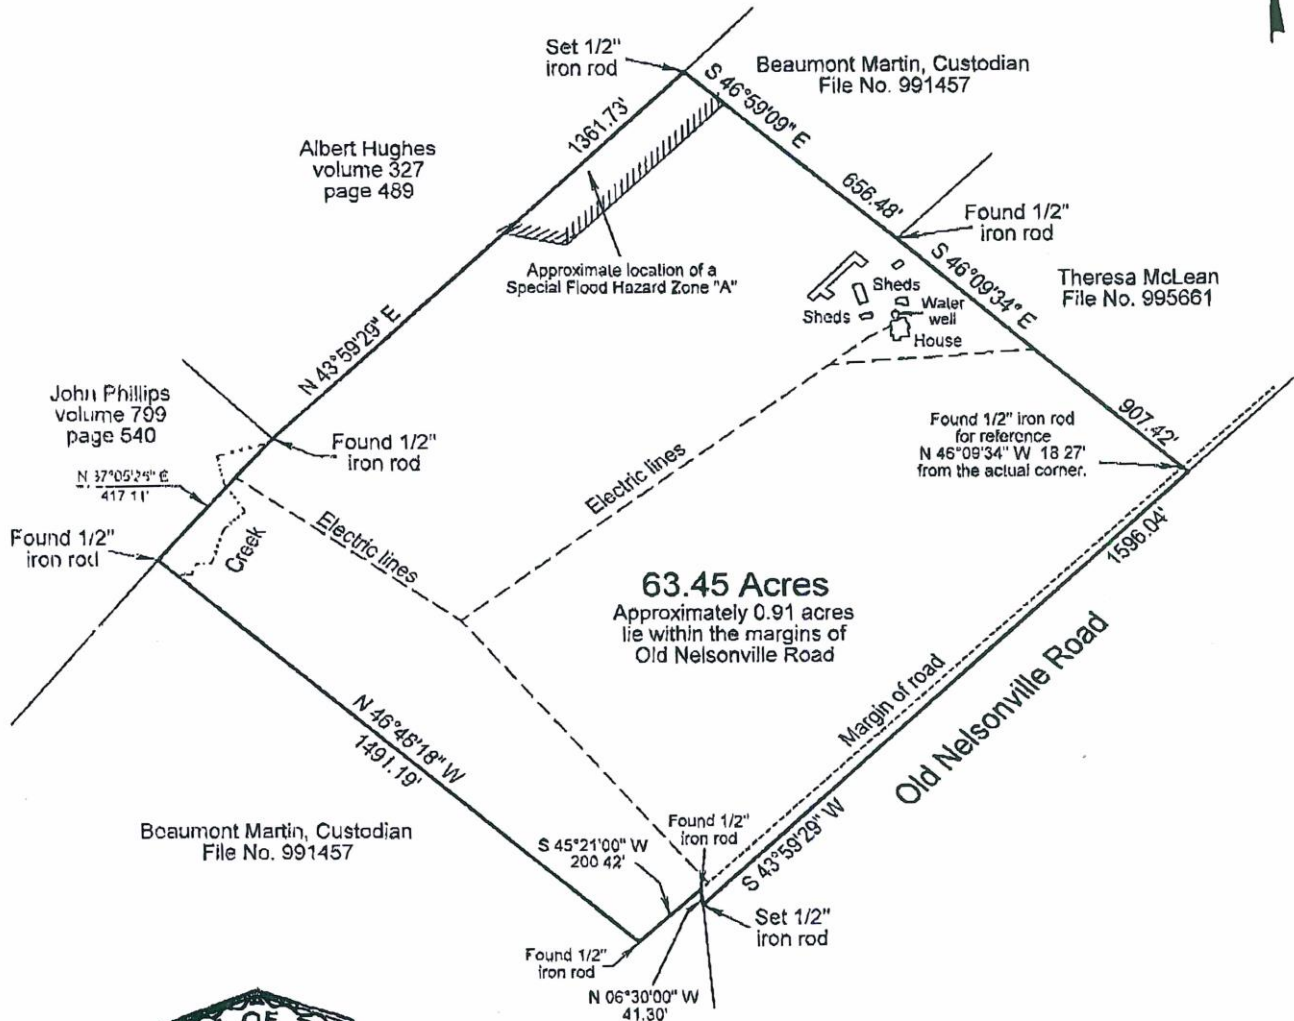 Set 1/2"
iron rod
Beaumont Martin, Custodian
File No. 991457
S 46°59'09" E
1361.73'
Albert Hughes
volume 327
page 489
656.48'
Found 1/2"
iron rod
Approximate location of a
Special Flood Hazard Zone "A"
S 46°09'34" E
Theresa McLean
File No. 995661
Sheds
Water
well
Sheds
House
N 43°59'29" E
John Phillips
volume 799
page 540
907.42'
Found 1/2" iron rod
for reference
N 46°09'34" W 18 27'
from the actual corner.
Found 1/2"
iron rod
N 37°05'25" E
417 11'
Electric lines
Found 1/2"
iron rod
Creek
Electric lines
1596.04'
63.45 Acres
Approximately 0.91 acres
lie within the margins of
Old Nelsonville Road
Margin of road
Old Nelsonville Road
N 46°48'18" W
1491.19'
Beaumont Martin, Custodian
File No. 991457
Found 1/2"
iron rod
S 45°21'00" W
200 42'
S 43°59'29" W
Set 1/2"
iron rod
Found 1/2"
iron rod
N 06°30'00" W
41.30'
OF